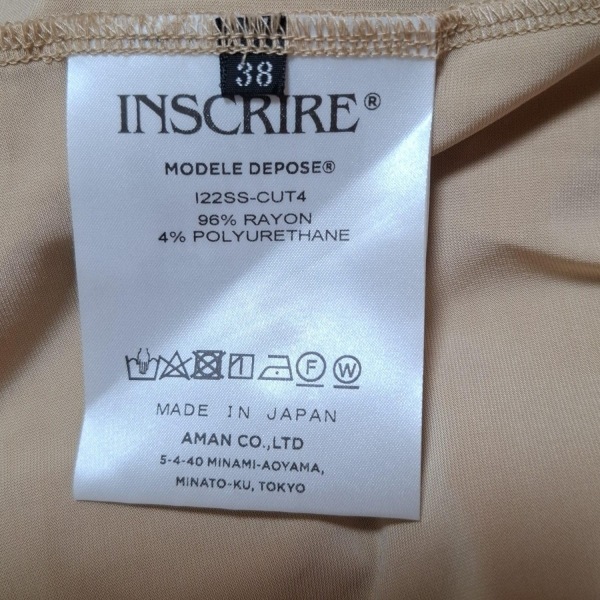 38
INSCRIRE®
MODELE DEPOSE®
I22SS-CUT4
96% RAYON
4% POLYURETHANE
F W
MADE IN JAPAN
AMAN CO.,LTD
5-4-40 MINAMI-AOYAMA,
MINATO-KU, TOKYO